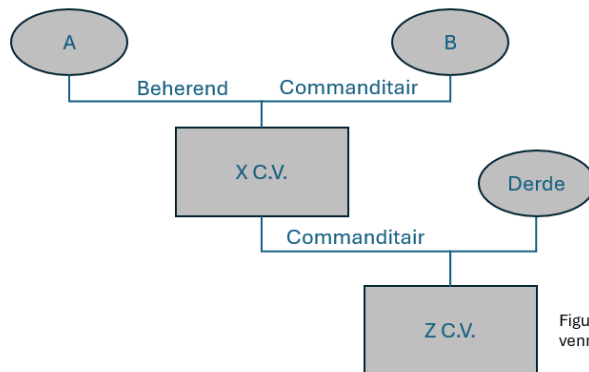 A
B
Beherend
Commanditair
X C.V.
Derde
Commanditair
Z C.V.